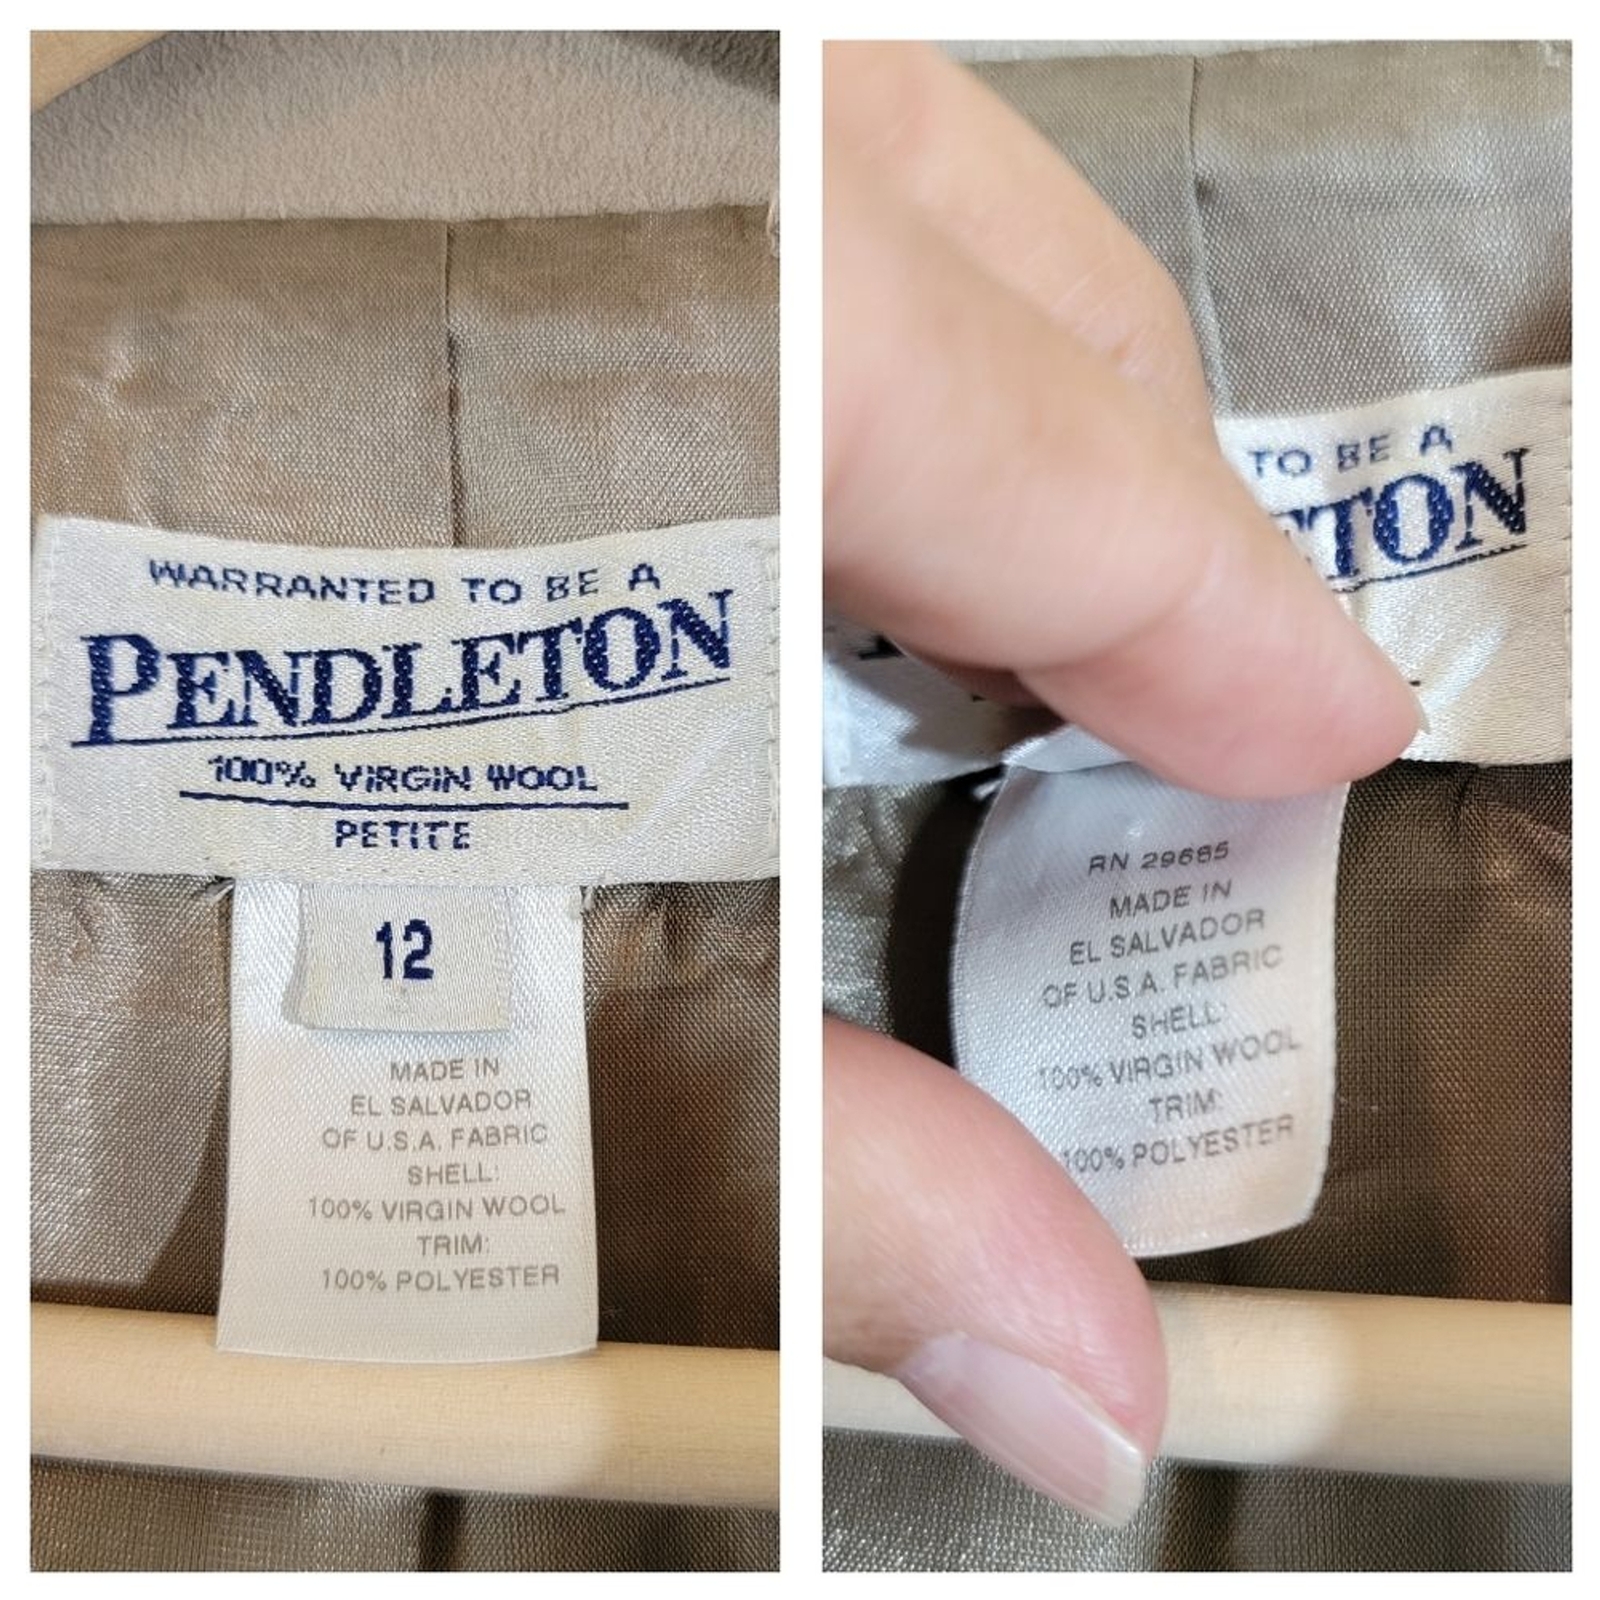 WARRANTED TO BE A
PENDLETON
100% VIRGIN WOOL
PETITE
12
MADE IN
EL SALVADOR
OF U.S.A. FABRIC
SHELL:
100% VIRGIN WOOL
TRIM:
100% POLYESTER
TO BE A
ETON
RN 29685
MADE IN
EL SALVADOR
OF U.S.A. FABRIC
SHELL:
100% VIRGIN WOOL
TRIM:
100% POLYESTER